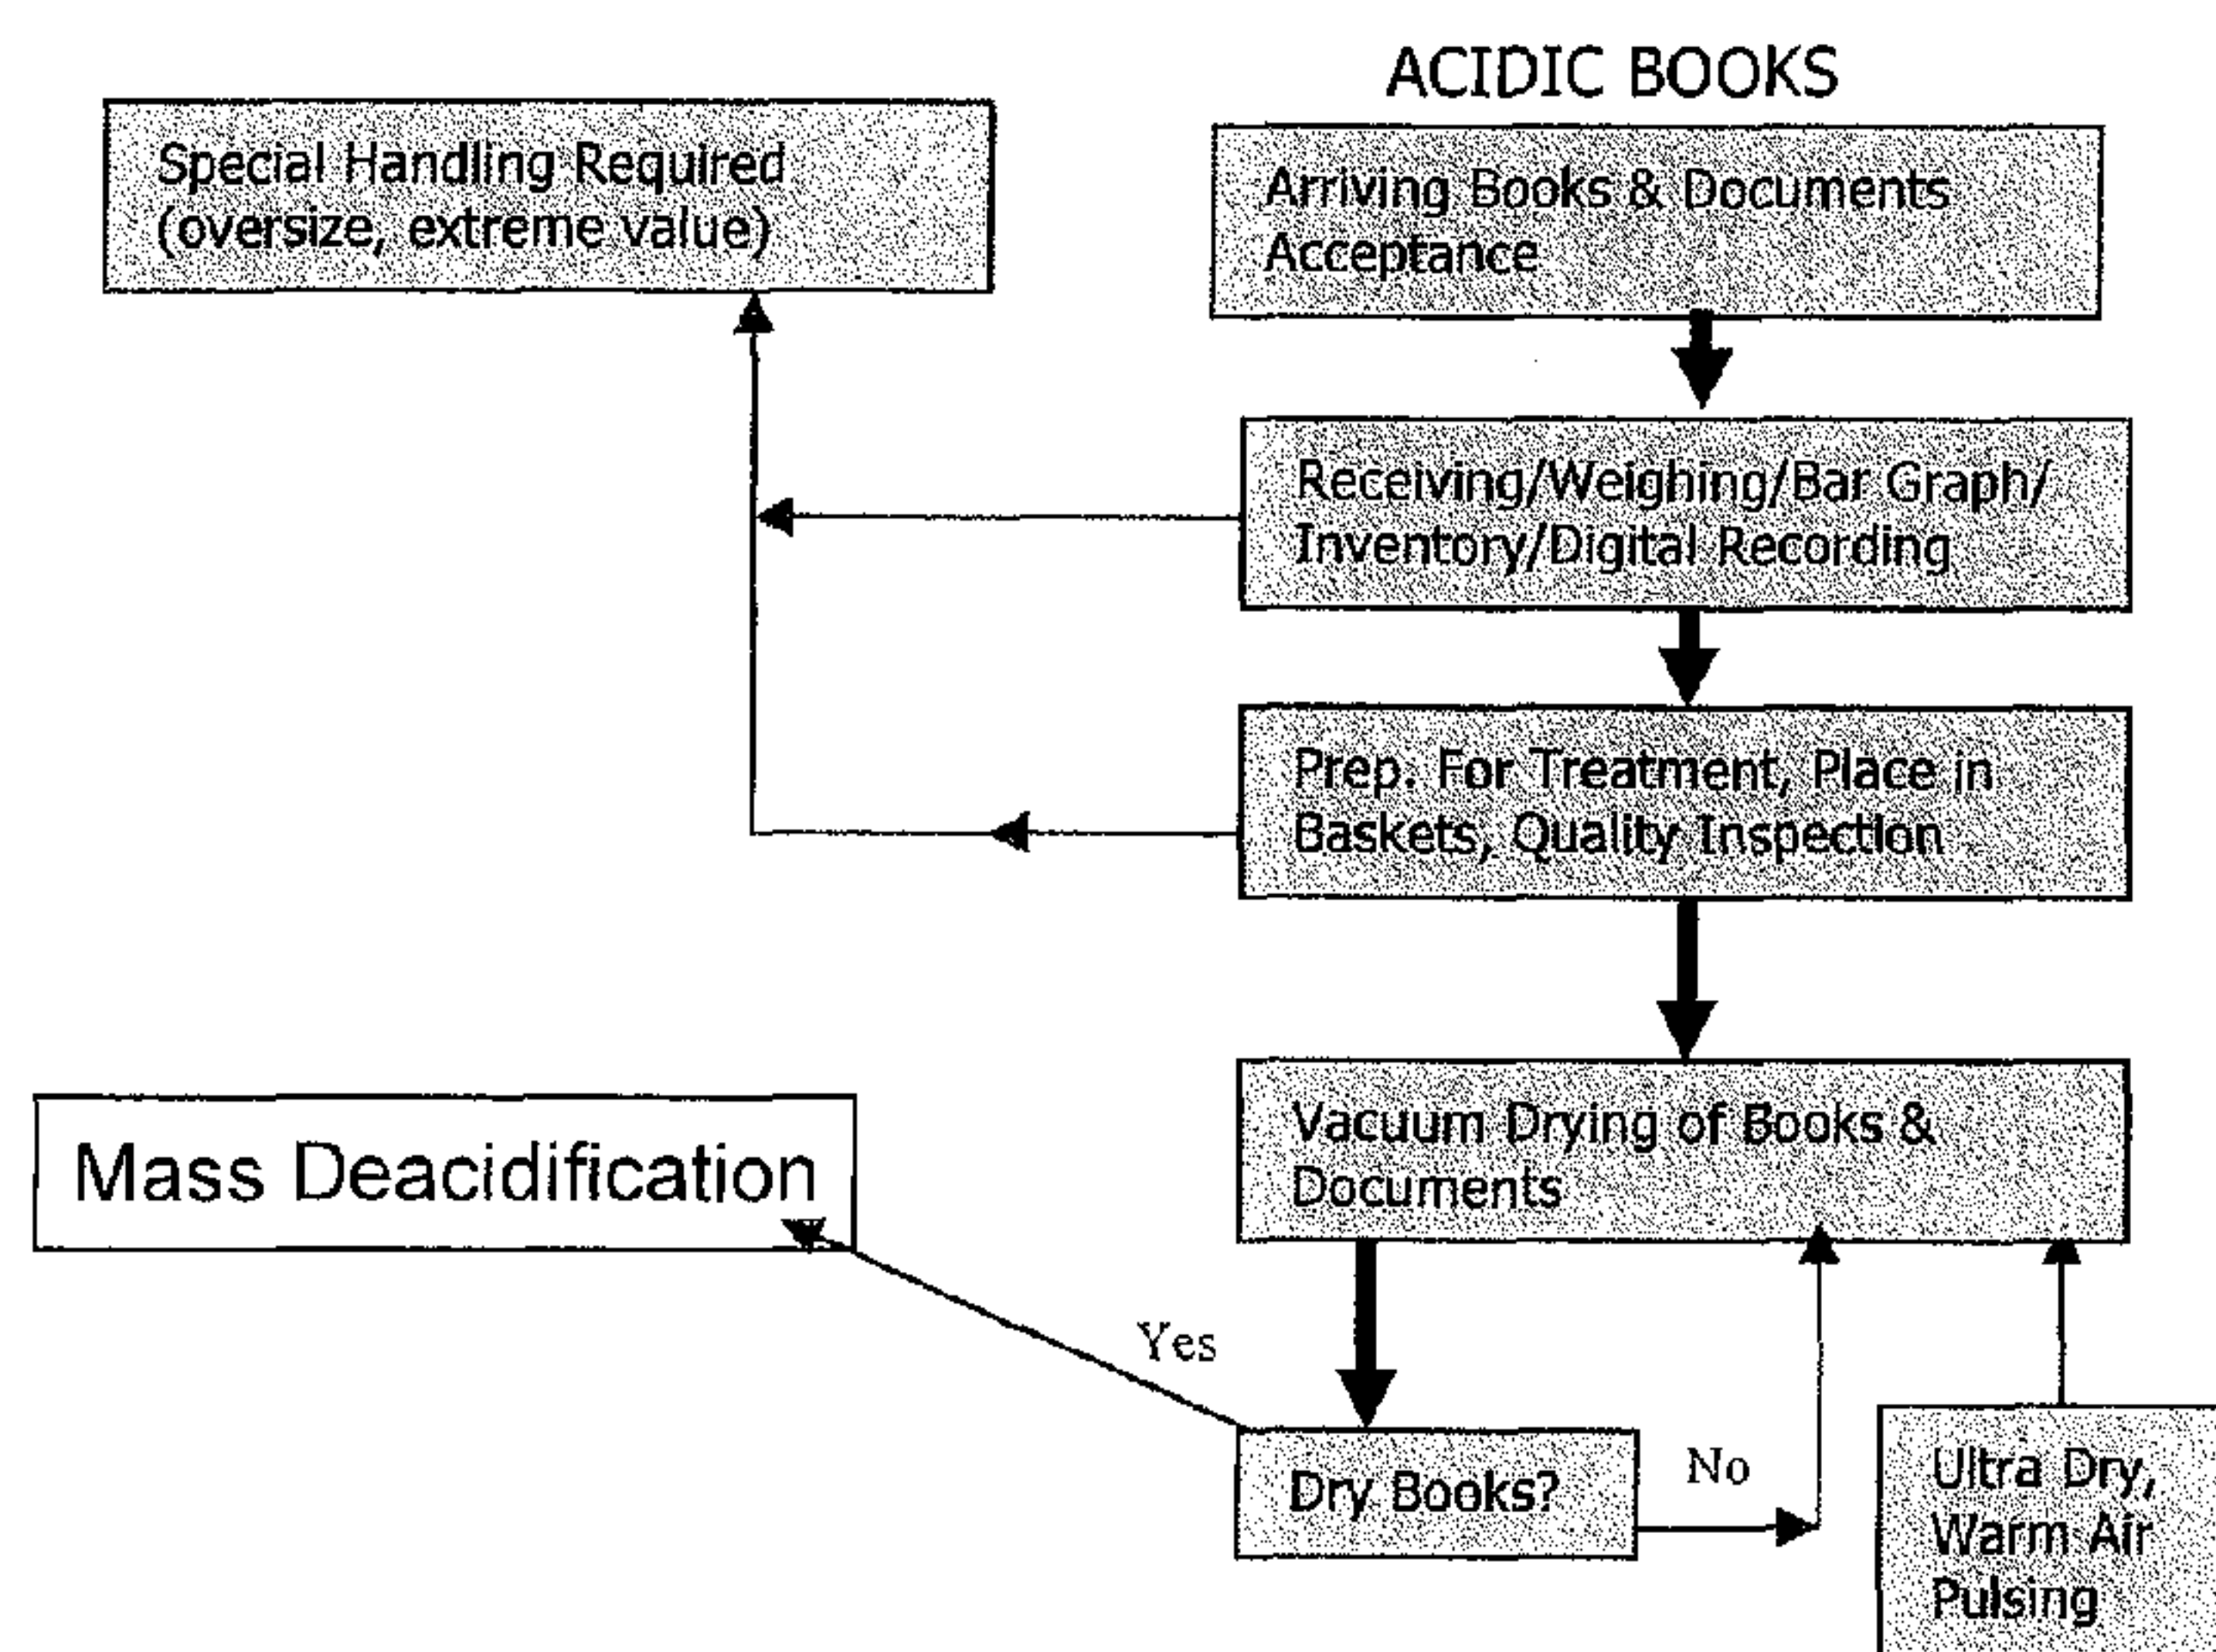 ACIDIC BOOKS
Special Handling Required
(oversize, extreme value)
Arriving Books & Documents
Acceptance
Receiving/Weighing/Bar Graph/
Inventory/Digital Recording
Prep. For Treatment, Place in
Baskets, Quality Inspection
Vacuum Drying of Books &
Documents
Mass Deacidification
Yes
Dry Books?
No
Ultra Dry,
Warm Air
Pulsing